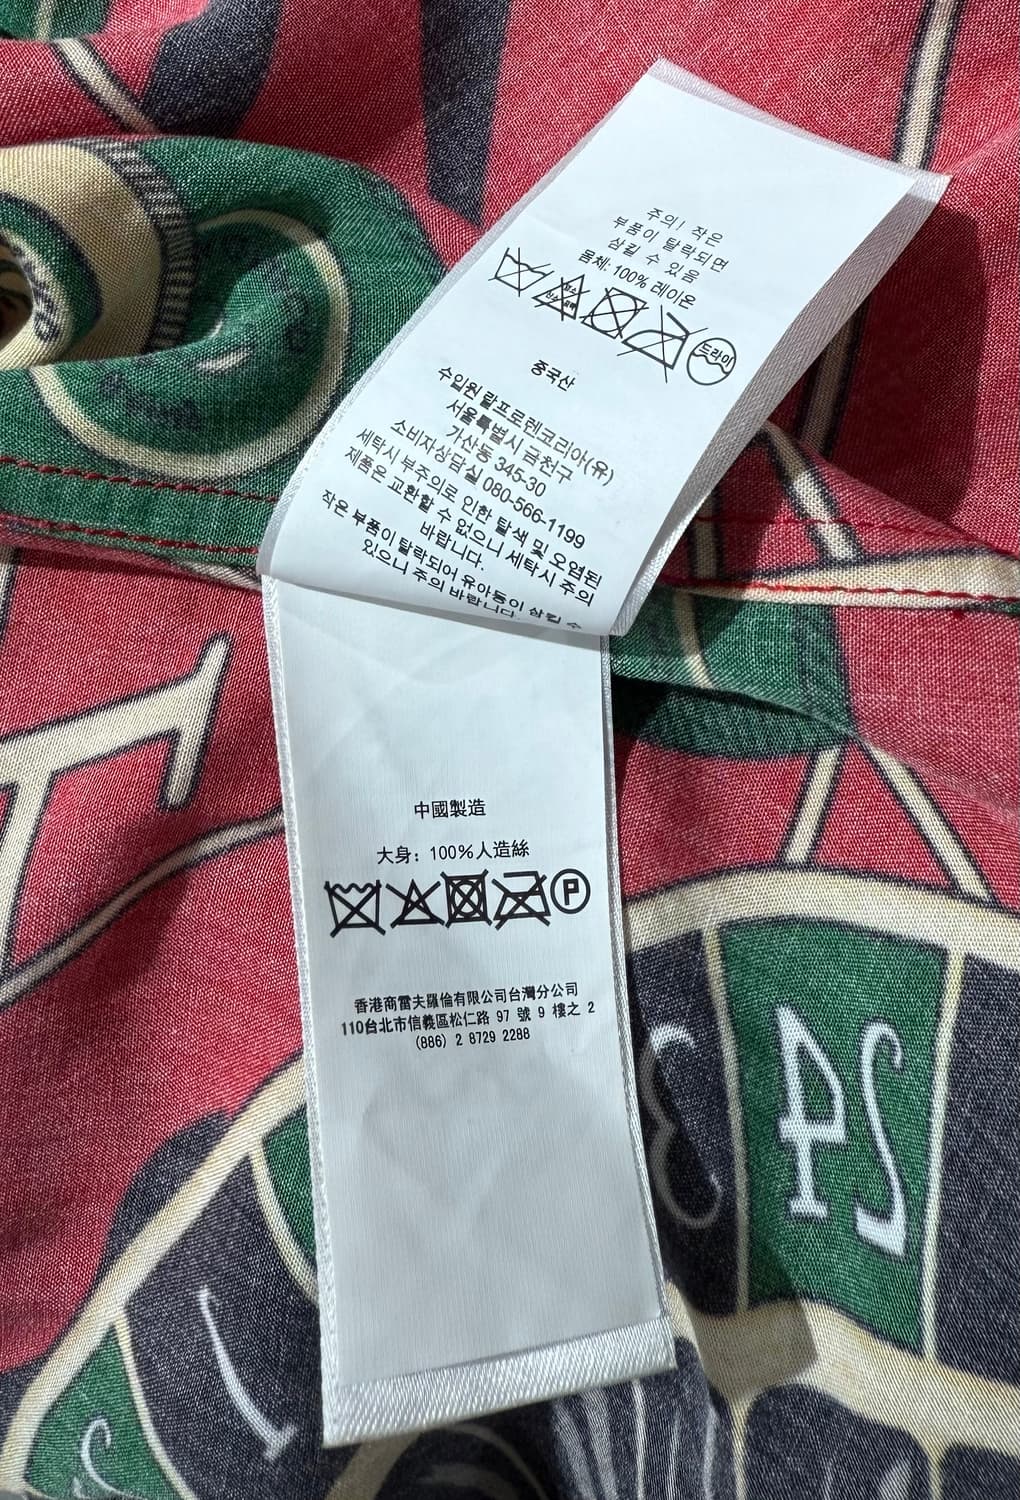 주의! 작은
부품이 탈락되면
삼킬 수 있음
몸체: 100% 레이온
드라이
중국산
수입원 랄프로렌코리아(유)
서울특별시 금천구
가산동 345-30
소비자상담실 080-566-1199
세탁시 부주의로 인한 탈색 및 오염된
제품은 교환할 수 없으니 세탁시 주의
바랍니다.
작은 부품이 탈락되어 유아동이 삼킬 수
있으니 주의 바랍니다.
中國製造
大身: 100%人造絲
P
香港商雷夫羅倫有限公司台灣分公司
110台北市信義區松仁路 97 號 9 樓之 2
(886) 2 8729 2288